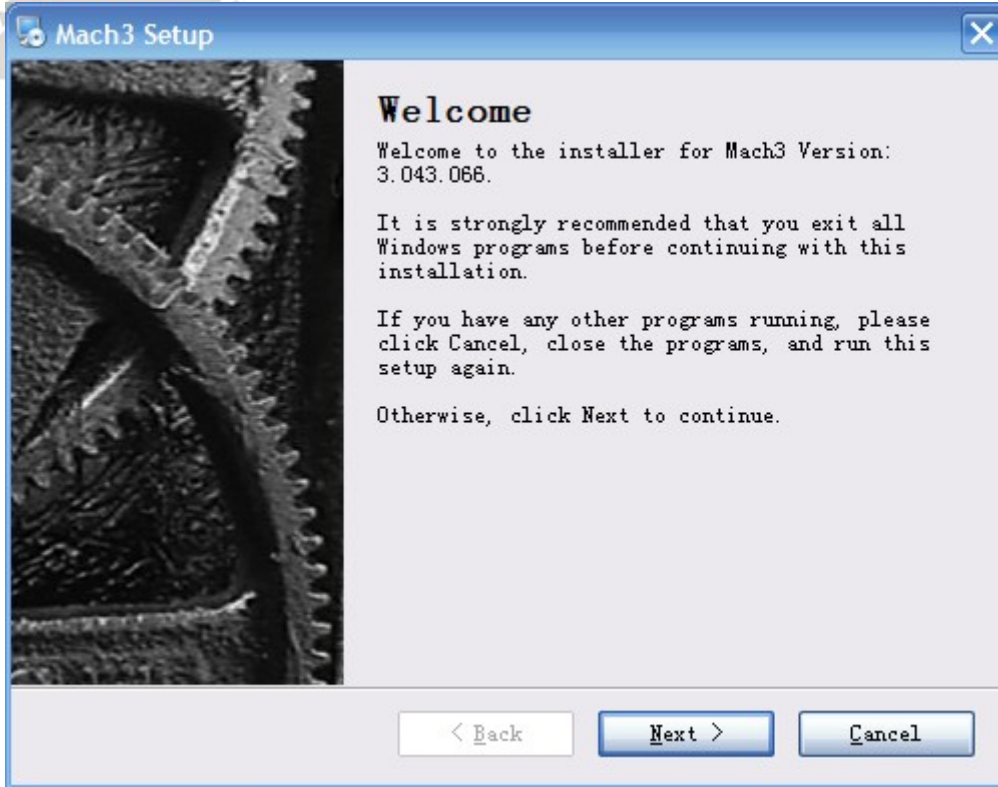 Mach3 Setup
Welcome
Welcome to the installer for Mach3 Version:
3.043.066.
It is strongly recommended that you exit all
Windows programs before continuing with this
installation.
If you have any other programs running, please
click Cancel, close the programs, and run this
setup again.
Otherwise, click Next to continue.
< Back
Next >
Cancel